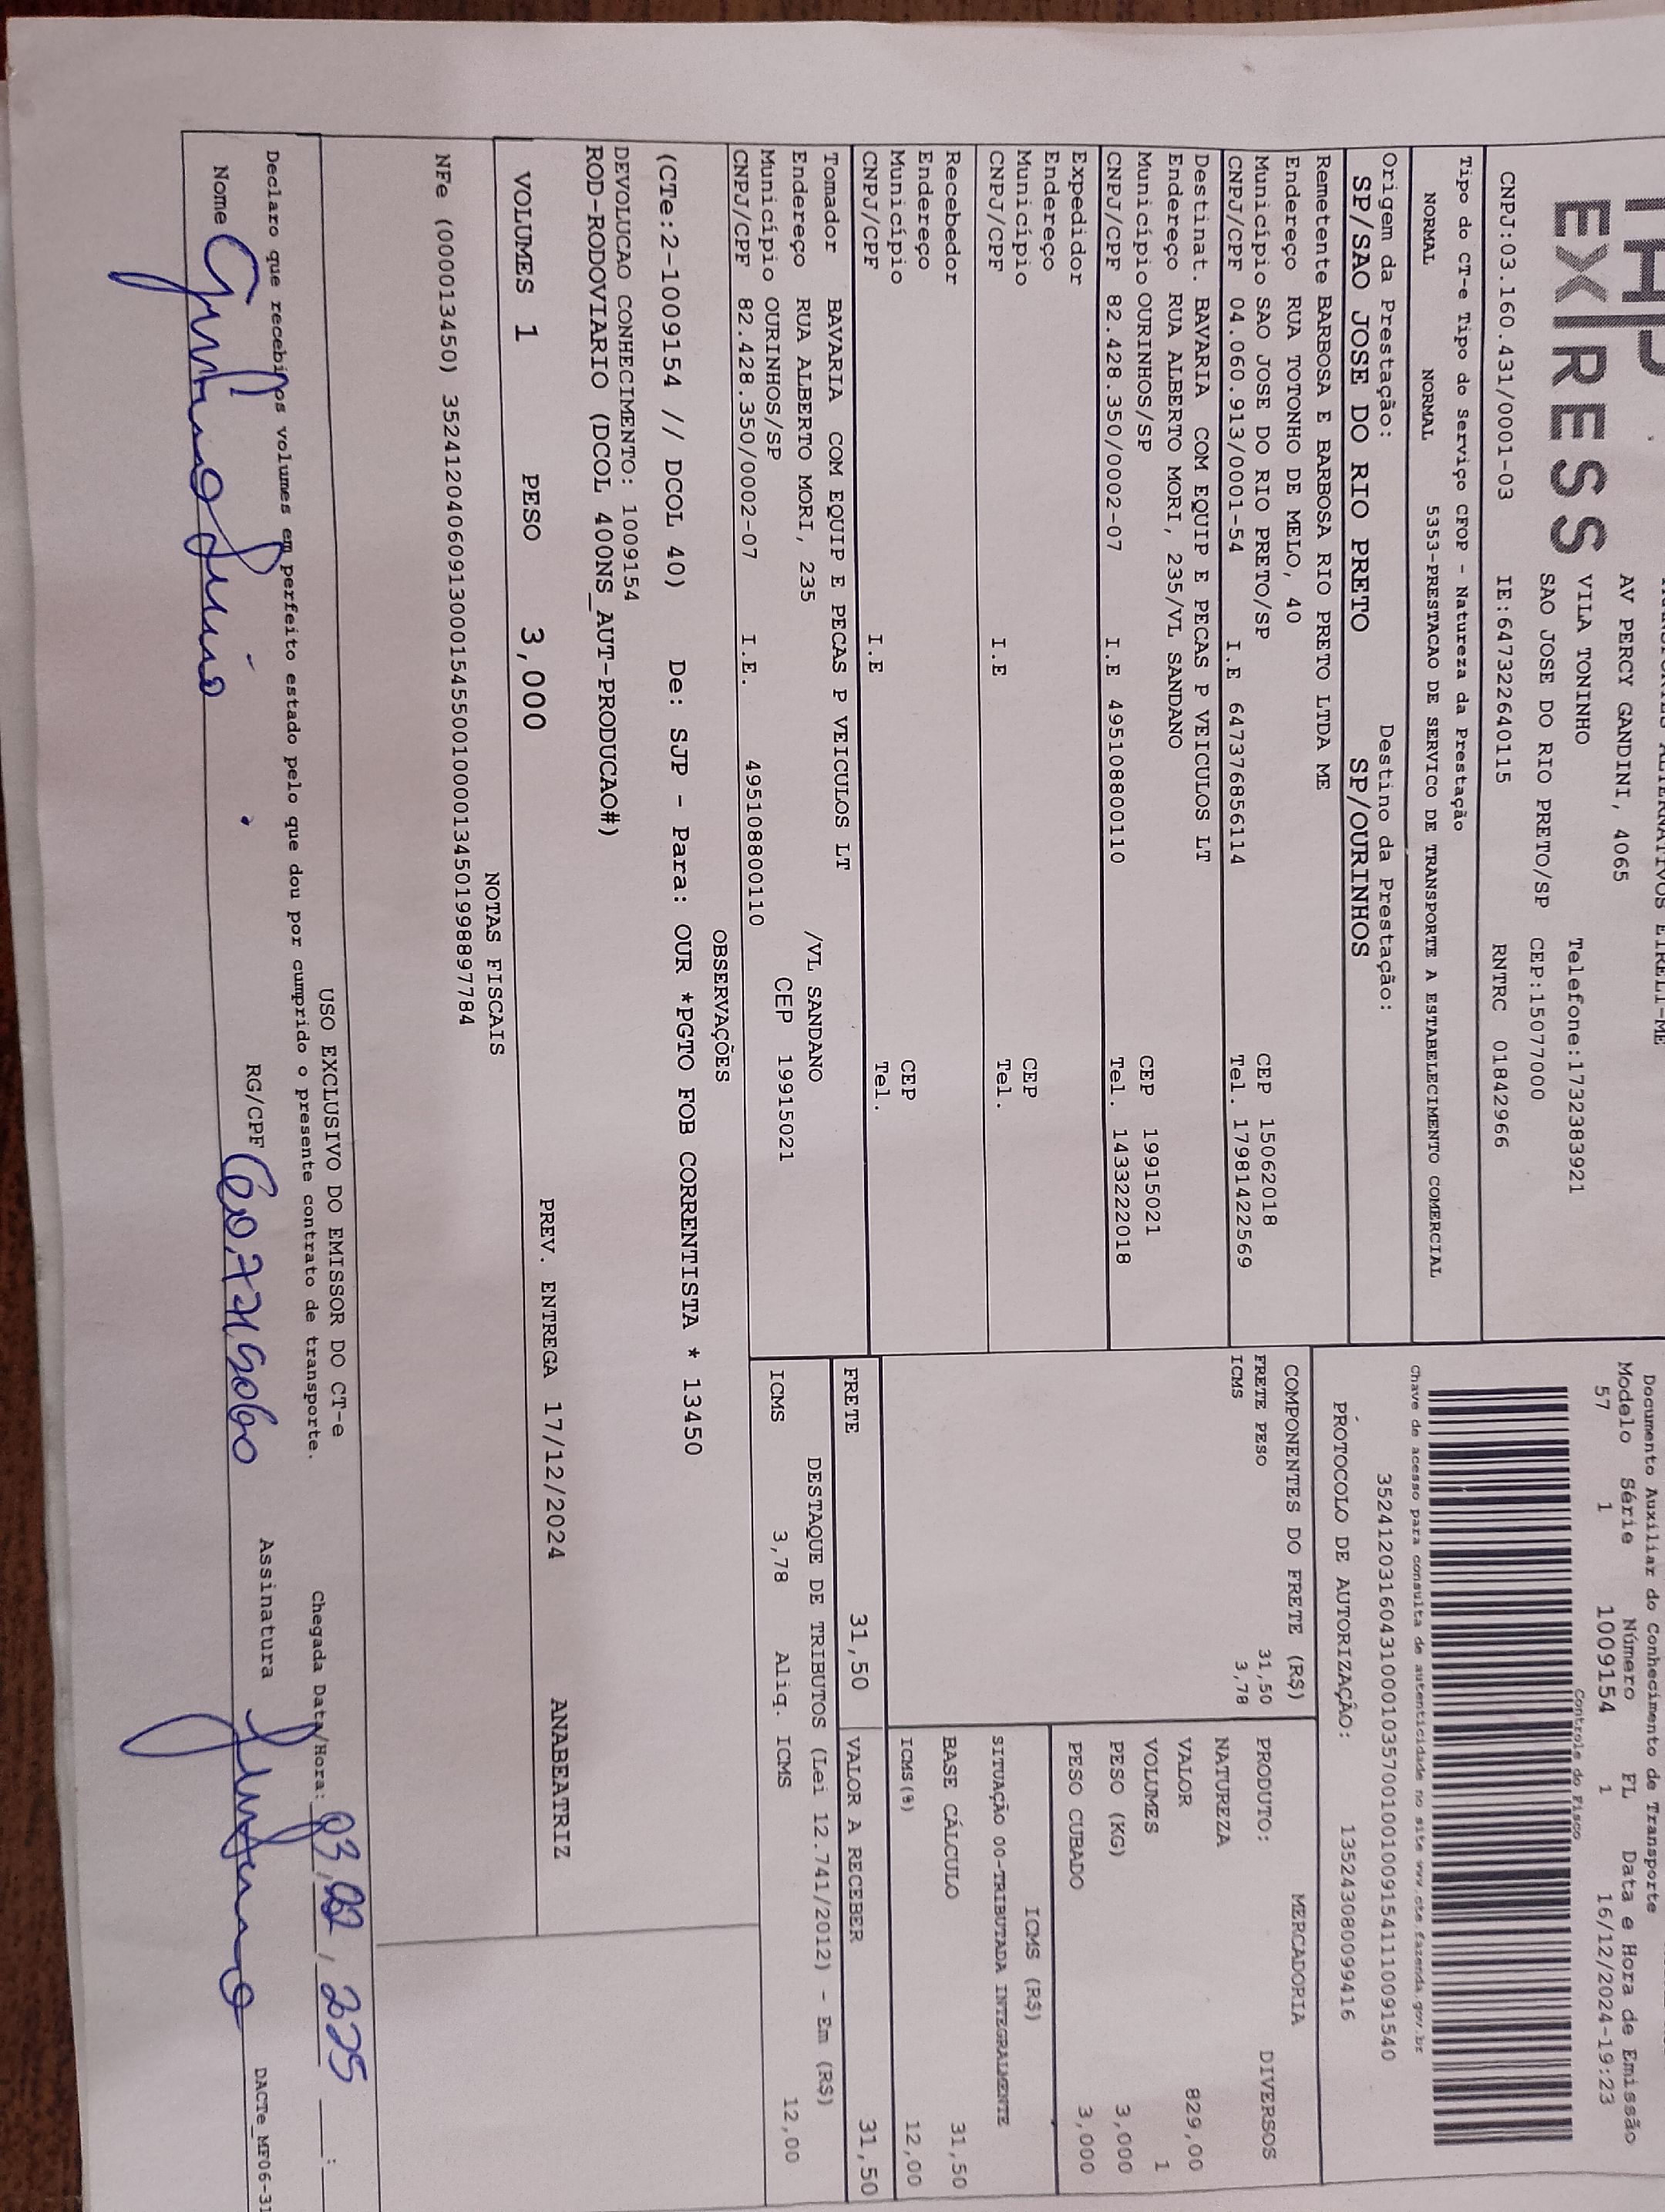 EXPRESS
AV PERCY GANDINI, 4065
VILA TONINHO Telefone:1732383921
SAO JOSE DO RIO PRETO/SP CEP:15077000
CNPJ:03.160.431/0001-03 IE:647322640115 RNTRC 01842966
Documento Auxiliar do Conhecimento de Transporte
Modelo Série Número FL Data e Hora de Emissão
57 1 1009154 1 16/12/2024-19:23
Controle do Fisco
Chave de acesso para consulta de autenticidade no site www.cte.fazenda.gov.br
35241203160431000103570010010091541110091540
PROTOCOLO DE AUTORIZAÇÃO: 135243080099416
Tipo do CT-e Tipo do Serviço CFOP - Natureza da Prestação
NORMAL NORMAL 5353-PRESTACAO DE SERVICO DE TRANSPORTE A ESTABELECIMENTO COMERCIAL
Origem da Prestação: Destino da Prestação:
SP/SAO JOSE DO RIO PRETO SP/OURINHOS
Remetente BARBOSA E BARBOSA RIO PRETO LTDA ME
Endereço RUA TOTONHO DE MELO, 40
Município SAO JOSE DO RIO PRETO/SP CEP 15062018
CNPJ/CPF 04.060.913/0001-54 I.E 647376856114 Tel. 17981422569
Destinat. BAVARIA COM EQUIP E PECAS P VEICULOS LT
Endereço RUA ALBERTO MORI, 235/VL SANDANO
Município OURINHOS/SP CEP 19915021
CNPJ/CPF 82.428.350/0002-07 I.E 495108800110 Tel. 1433222018
Expedidor
Endereço
Município CEP
CNPJ/CPF I.E Tel.
Recebedor
Endereço
Município CEP
CNPJ/CPF I.E Tel.
Tomador BAVARIA COM EQUIP E PECAS P VEICULOS LT
Endereço RUA ALBERTO MORI, 235 /VL SANDANO
Município OURINHOS/SP CEP 19915021
CNPJ/CPF 82.428.350/0002-07 I.E. 495108800110
COMPONENTES DO FRETE (R$)
FRETE PESO 31,50
ICMS 3,78
MERCADORIA
PRODUTO: DIVERSOS
NATUREZA
VALOR 829,00
VOLUMES 1
PESO (KG) 3,000
PESO CUBADO 3,000
ICMS (R$)
SITUAÇÃO 00-TRIBUTADA INTEGRALMENTE
BASE CÁLCULO 31,50
ICMS(%) 12,00
FRETE 31,50 VALOR A RECEBER 31,50
DESTAQUE DE TRIBUTOS (Lei 12.741/2012) - Em (R$)
ICMS 3,78 Aliq. ICMS 12,00
OBSERVAÇÕES
(CTe:2-1009154 // DCOL 40) De: SJP - Para: OUR *PGTO FOB CORRENTISTA * 13450
DEVOLUCAO CONHECIMENTO: 1009154
ROD-RODOVIARIO (DCOL 400NS_AUT-PRODUCAO#)
VOLUMES 1 PESO 3,000 PREV. ENTREGA 17/12/2024 ANABEATRIZ
NOTAS FISCAIS
NFe (000013450) 35241204060913000154550010000134501998897784
USO EXCLUSIVO DO EMISSOR DO CT-e
Declaro que recebi os volumes em perfeito estado pelo que dou por cumprido o presente contrato de transporte.
Chegada Data/Hora: 03/02/225
Nome RG/CPF Assinatura
DACTe_MF06-31